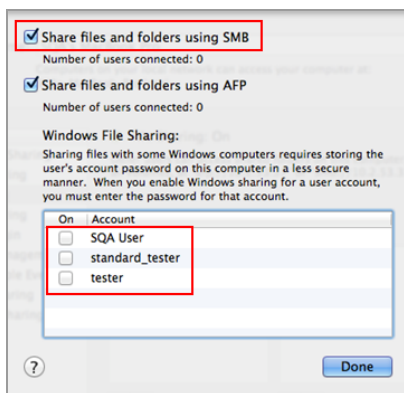 Share files and folders using SMB
Number of users connected: 0
Share files and folders using AFP
Number of users connected: 0
Windows File Sharing:
Sharing files with some Windows computers requires storing the
user's account password on this computer in a less secure
manner. When you enable Windows sharing for a user account,
you must enter the password for that account.
On Account
SQA User
standard_tester
tester
? Done